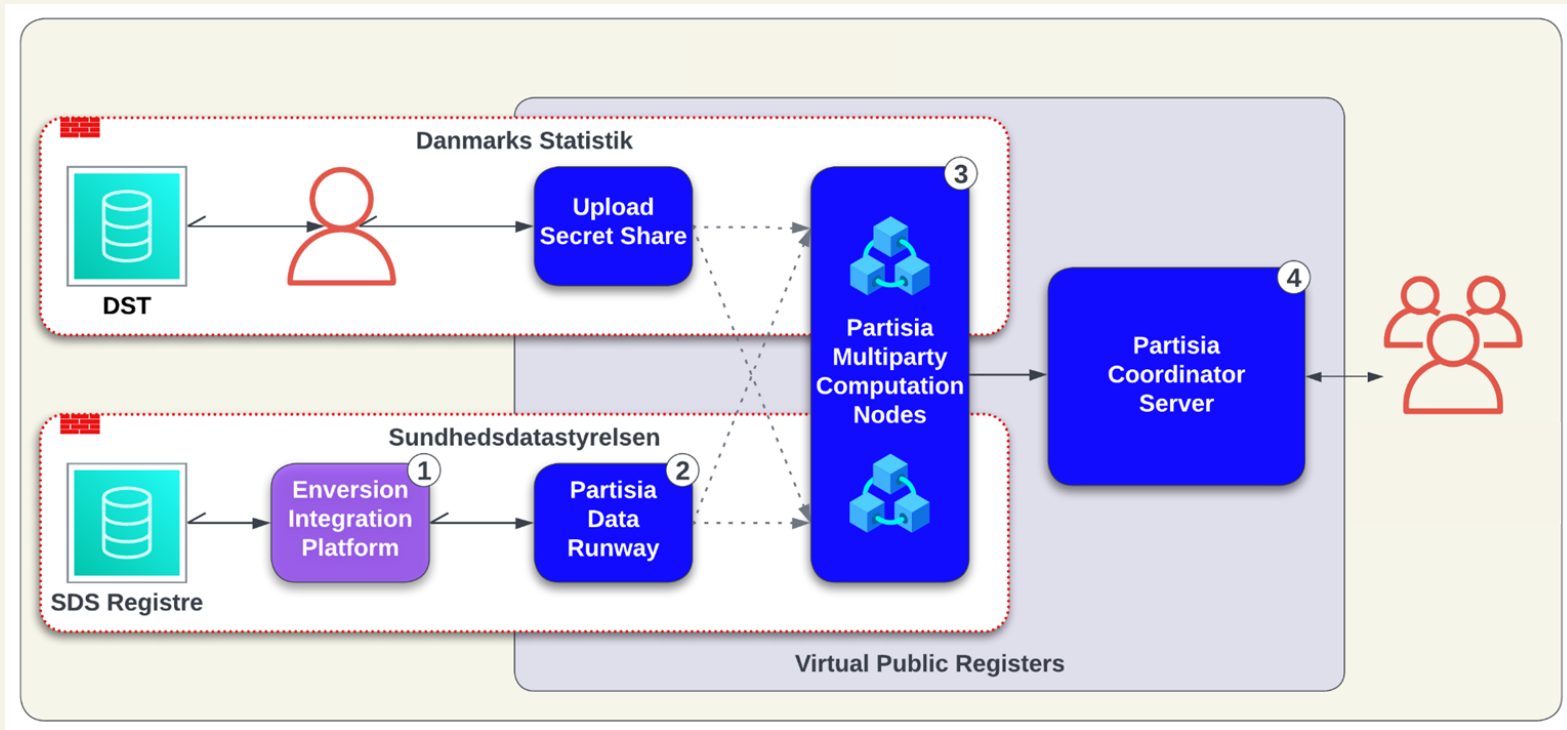 Danmarks Statistik
DST
Upload
Secret Share
3
Partisia
Multiparty
Computation
Nodes
4
Partisia
Coordinator
Server
Sundhedsdatastyrelsen
SDS Registre
1
Enversion
Integration
Platform
2
Partisia
Data
Runway
Virtual Public Registers